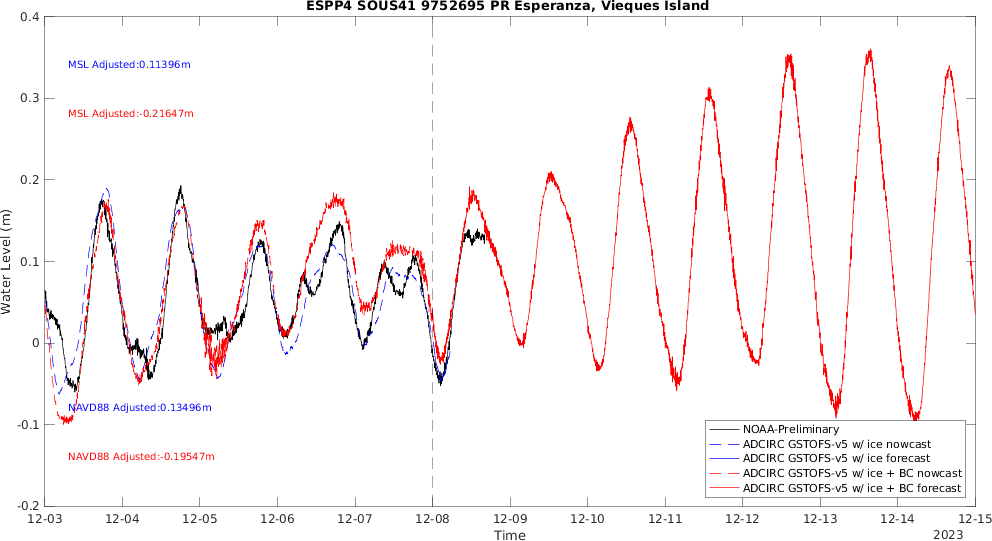 ESPP4 SOUS41 9752695 PR Esperanza, Vieques Island
0.4
0.3
0.2
0.1
0
-0.1
-0.2
Water Level (m)
MSL Adjusted:0.11396m
MSL Adjusted:-0.21647m
NAVD88 Adjusted:0.13496m
NAVD88 Adjusted:-0.19547m
NOAA-Preliminary
ADCIRC GSTOFS-v5 w/ ice nowcast
ADCIRC GSTOFS-v5 w/ ice forecast
ADCIRC GSTOFS-v5 w/ ice + BC nowcast
ADCIRC GSTOFS-v5 w/ ice + BC forecast
12-03 12-04 12-05 12-06 12-07 12-08 12-09 12-10 12-11 12-12 12-13 12-14 12-15
Time
2023